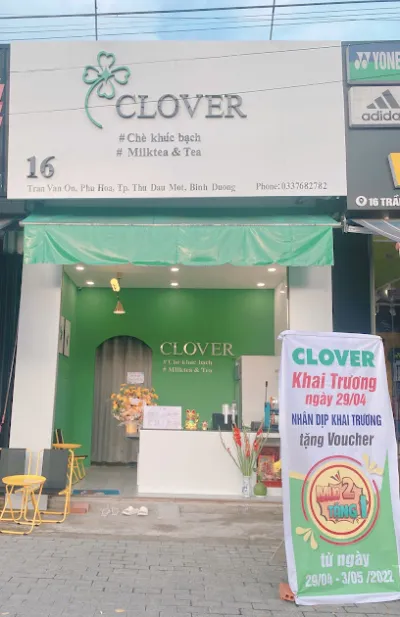 CLOVER
# Chè khúc bạch
# Milktea & Tea
16
Tran Van On, Phu Hoa, Tp. Thu Dau Mot, Binh Duong
Phone: 0337682782
YONE
adidas
16 TRẦ
CLOVER
# Chè khúc bạch
# Milktea & Tea
CLOVER
Khai Trương
ngày 29/04
NHÂN DỊP KHAI TRƯƠNG
tặng Voucher
MUA 2
TẶNG 1
từ ngày
29/04 - 3/05/2022